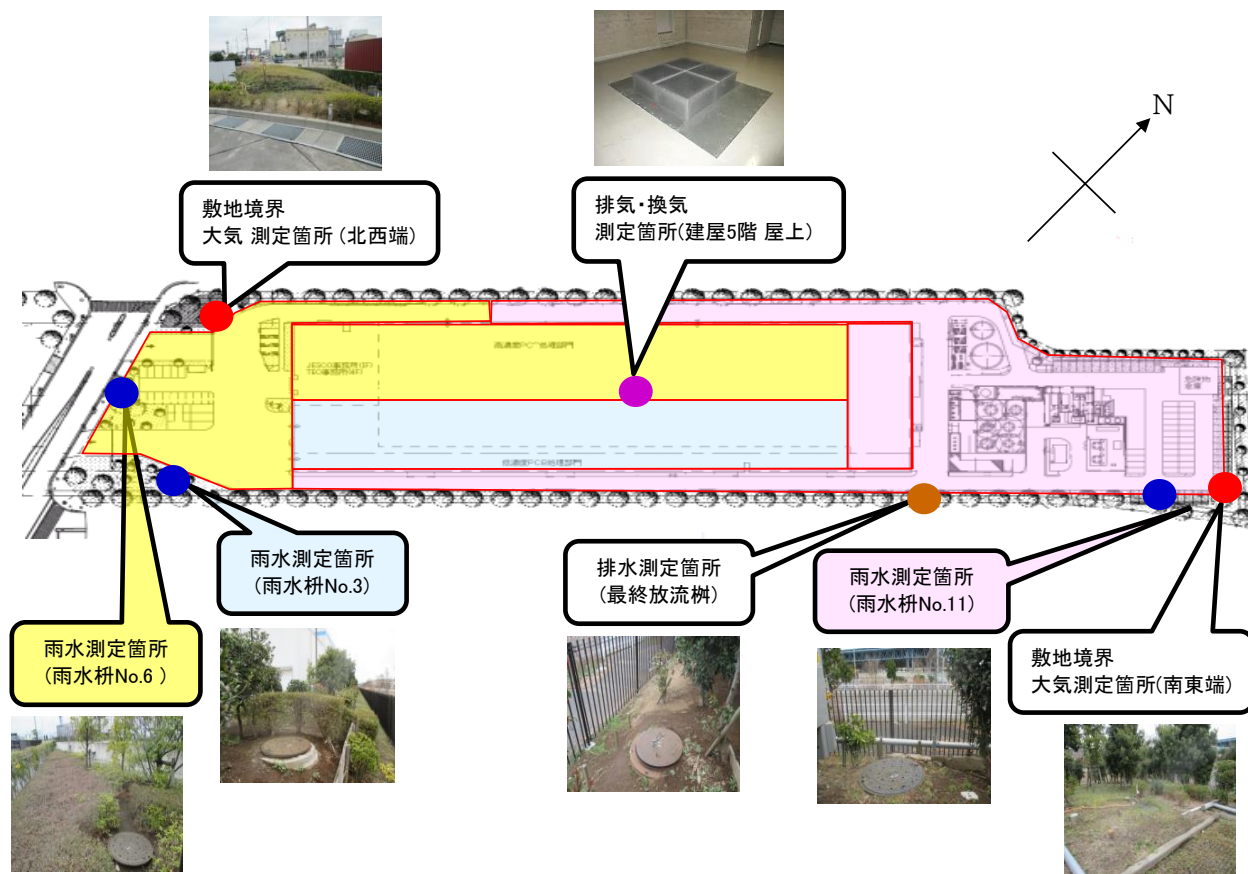 N
敷地境界
大気 測定箇所 (北西端)
排気・換気
測定箇所(建屋5階 屋上)
雨水測定箇所
(雨水枡No.3)
排水測定箇所
(最終放流桝)
雨水測定箇所
(雨水枡No.11)
雨水測定箇所
(雨水枡No.6 )
敷地境界
大気測定箇所(南東端)